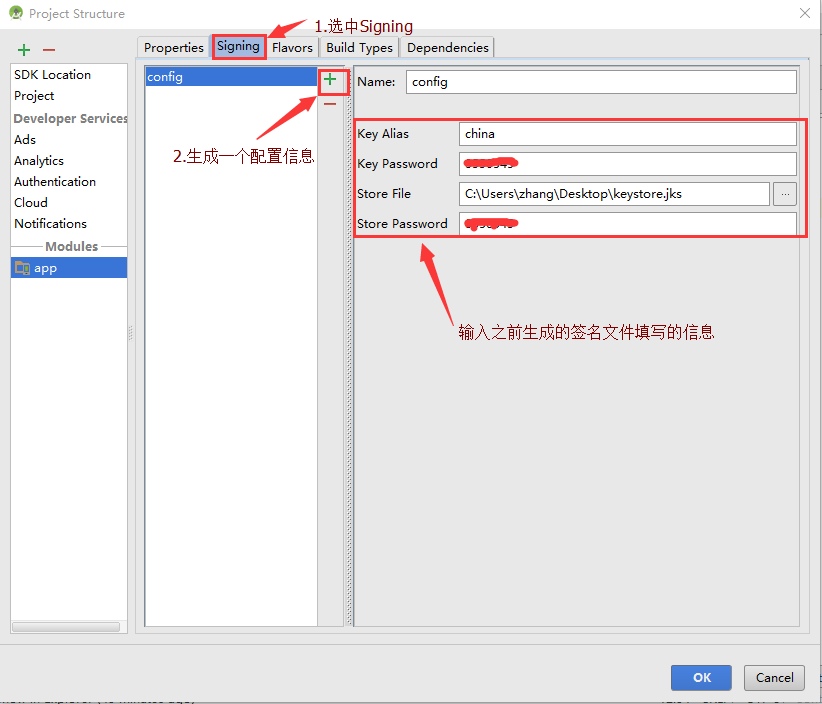 Project Structure
1.选中Signing
Properties Signing Flavors Build Types Dependencies
SDK Location
Project
Developer Services
Ads
Analytics
Authentication
Cloud
Notifications
Modules
app
config
2.生成一个配置信息
Name: config
Key Alias china
Key Password
Store File C:\Users\zhang\Desktop\keystore.jks ...
Store Password
输入之前生成的签名文件填写的信息
OK Cancel